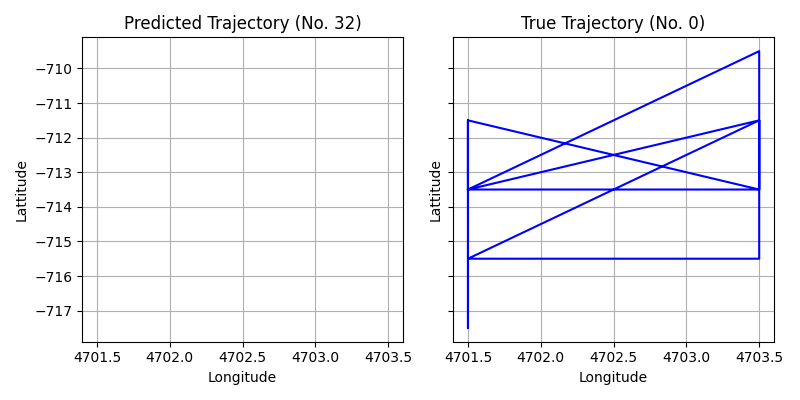 Predicted Trajectory (No. 32)
True Trajectory (No. 0)
−710
−711
−712
−713
−714
−715
−716
−717
Lattitude
Lattitude
4701.5 4702.0 4702.5 4703.0 4703.5
4701.5 4702.0 4702.5 4703.0 4703.5
Longitude
Longitude